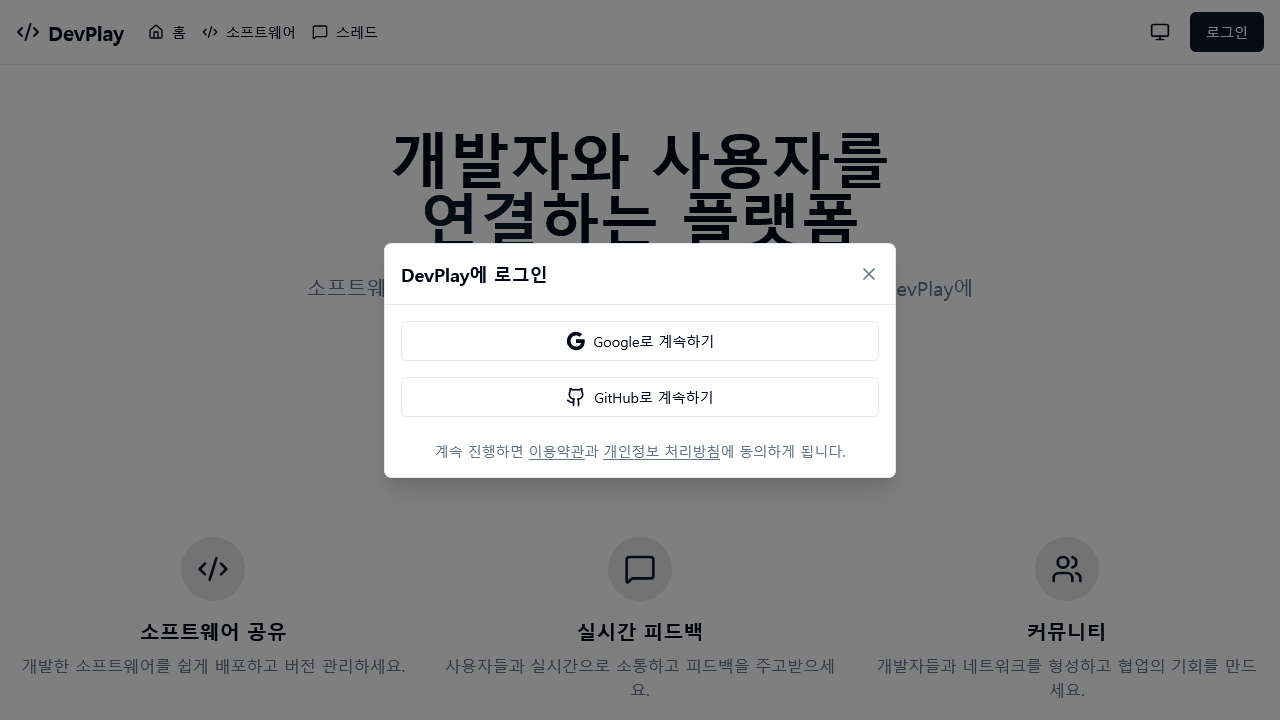 DevPlay
홈
소프트웨어
스레드
로그인
개발자와 사용자를
연결하는 플랫폼
소프트웨
evPlay에
DevPlay에 로그인
Google로 계속하기
GitHub로 계속하기
계속 진행하면 이용약관과 개인정보 처리방침에 동의하게 됩니다.
소프트웨어 공유
개발한 소프트웨어를 쉽게 배포하고 버전 관리하세요.
실시간 피드백
사용자들과 실시간으로 소통하고 피드백을 주고받으세
요.
커뮤니티
개발자들과 네트워크를 형성하고 협업의 기회를 만드
세요.